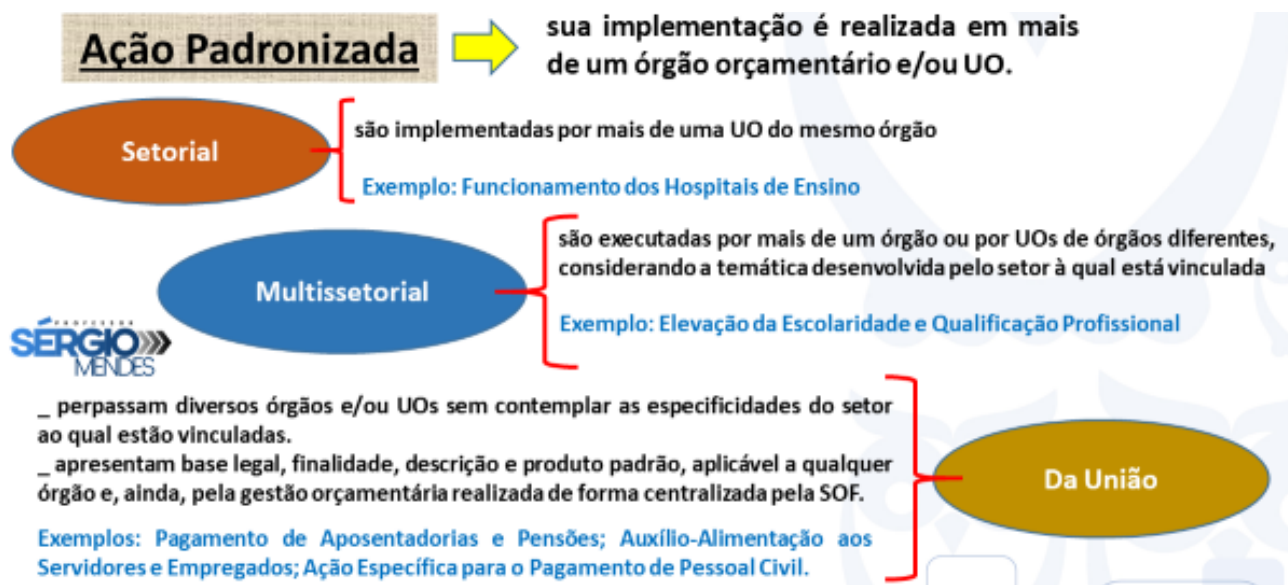 Ação Padronizada
sua implementação é realizada em mais
de um órgão orçamentário e/ou UO.
Setorial
são implementadas por mais de uma UO do mesmo órgão
Exemplo: Funcionamento dos Hospitais de Ensino
Multissetorial
são executadas por mais de um órgão ou por UOs de órgãos diferentes,
considerando a temática desenvolvida pelo setor à qual está vinculada
Exemplo: Elevação da Escolaridade e Qualificação Profissional
PROFESSOR
SÉRGIO
MENDES
_ perpassam diversos órgãos e/ou UOs sem contemplar as especificidades do setor
ao qual estão vinculadas.
_ apresentam base legal, finalidade, descrição e produto padrão, aplicável a qualquer
órgão e, ainda, pela gestão orçamentária realizada de forma centralizada pela SOF.
Exemplos: Pagamento de Aposentadorias e Pensões; Auxílio-Alimentação aos
Servidores e Empregados; Ação Específica para o Pagamento de Pessoal Civil.
Da União